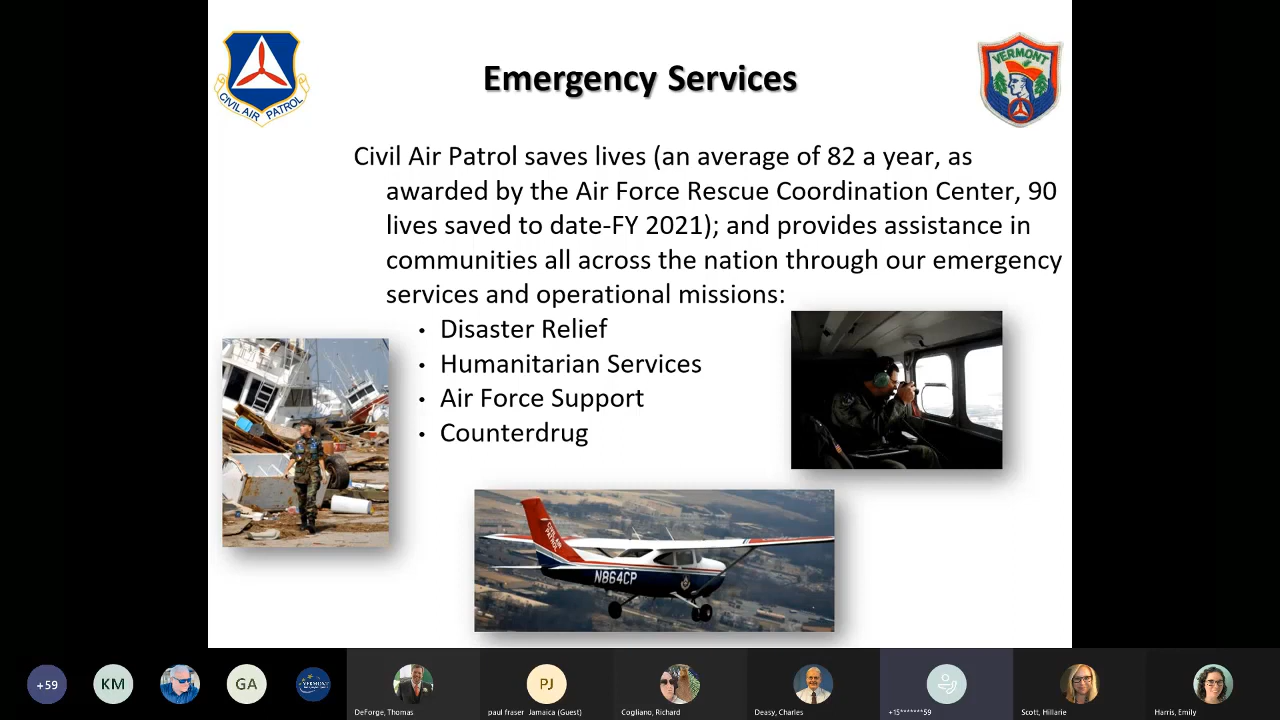 CIVIL AIR PATROL
Emergency Services
VERMONT
Civil Air Patrol saves lives (an average of 82 a year, as
awarded by the Air Force Rescue Coordination Center, 90
lives saved to date-FY 2021); and provides assistance in
communities all across the nation through our emergency
services and operational missions:
• Disaster Relief
• Humanitarian Services
• Air Force Support
• Counterdrug
CIVIL AIR
PATROL
N864CP
+59
KM
GA
VERMONT
PJ
DeForge, Thomas
paul fraser Jamaica (Guest)
Cogliano, Richard
Deasy, Charles
+15*******59
Scott, Hillarie
Harris, Emily